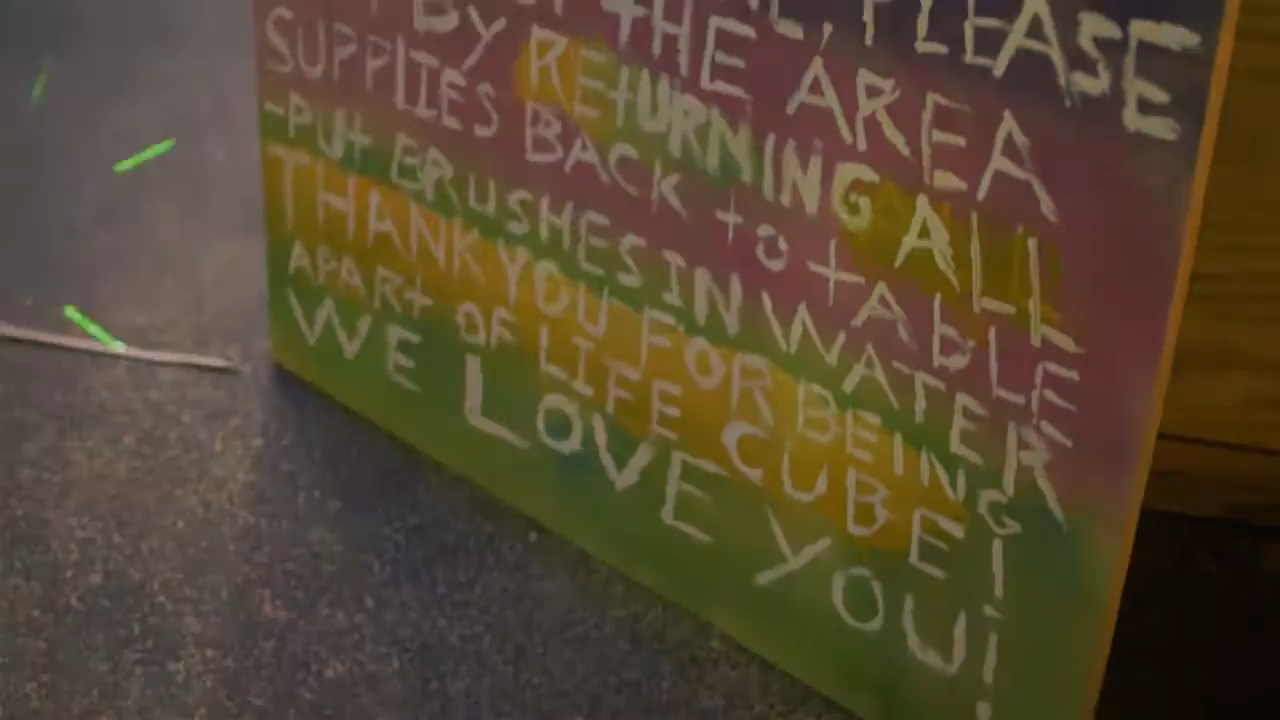 PLEASE
BY THE AREA
RETURNING ALL
SUPPLIES BACK to tABLE
-PUt BRUSHES IN WATER
THANK YOU FOR BEING
APARt OF LIFE CUBE!
WE LOVE YOU!